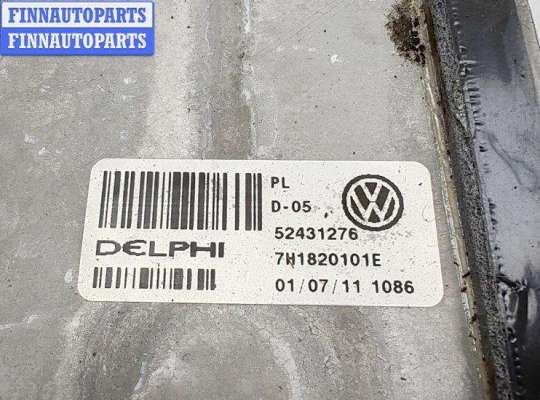 FINNAUTOPARTS
FINNAUTOPARTS
PL
D-05
52431276
DELPHI
7H1820101E
01/07/11 1086